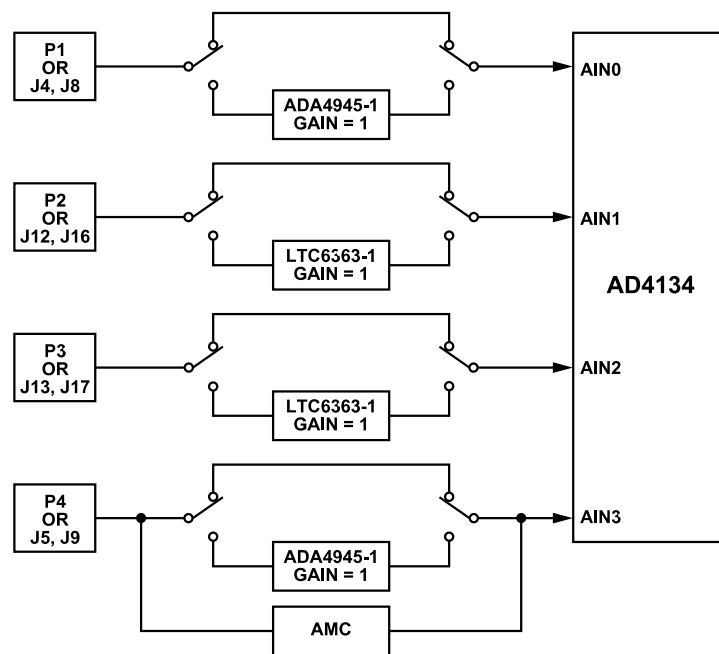 P1
OR
J4, J8
ADA4945-1
GAIN = 1
AIN0
P2
OR
J12, J16
LTC6363-1
GAIN = 1
AIN1
AD4134
P3
OR
J13, J17
LTC6363-1
GAIN = 1
AIN2
P4
OR
J5, J9
ADA4945-1
GAIN = 1
AIN3
AMC